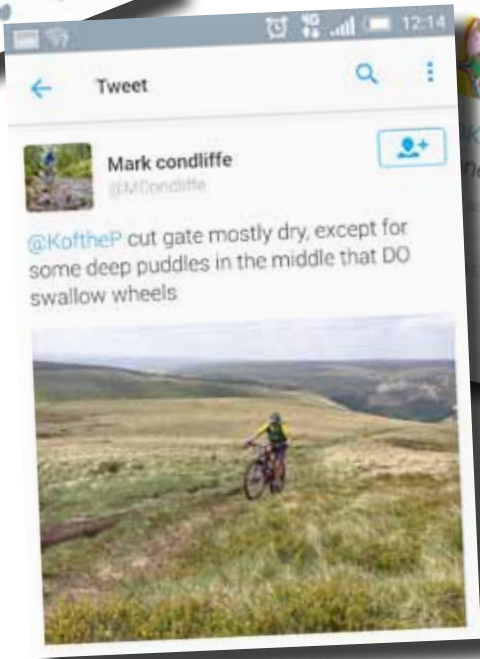 4G 12:14
Tweet
Mark condliffe
@MCondliffe
@KoftheP cut gate mostly dry, except for
some deep puddles in the middle that DO
swallow wheels